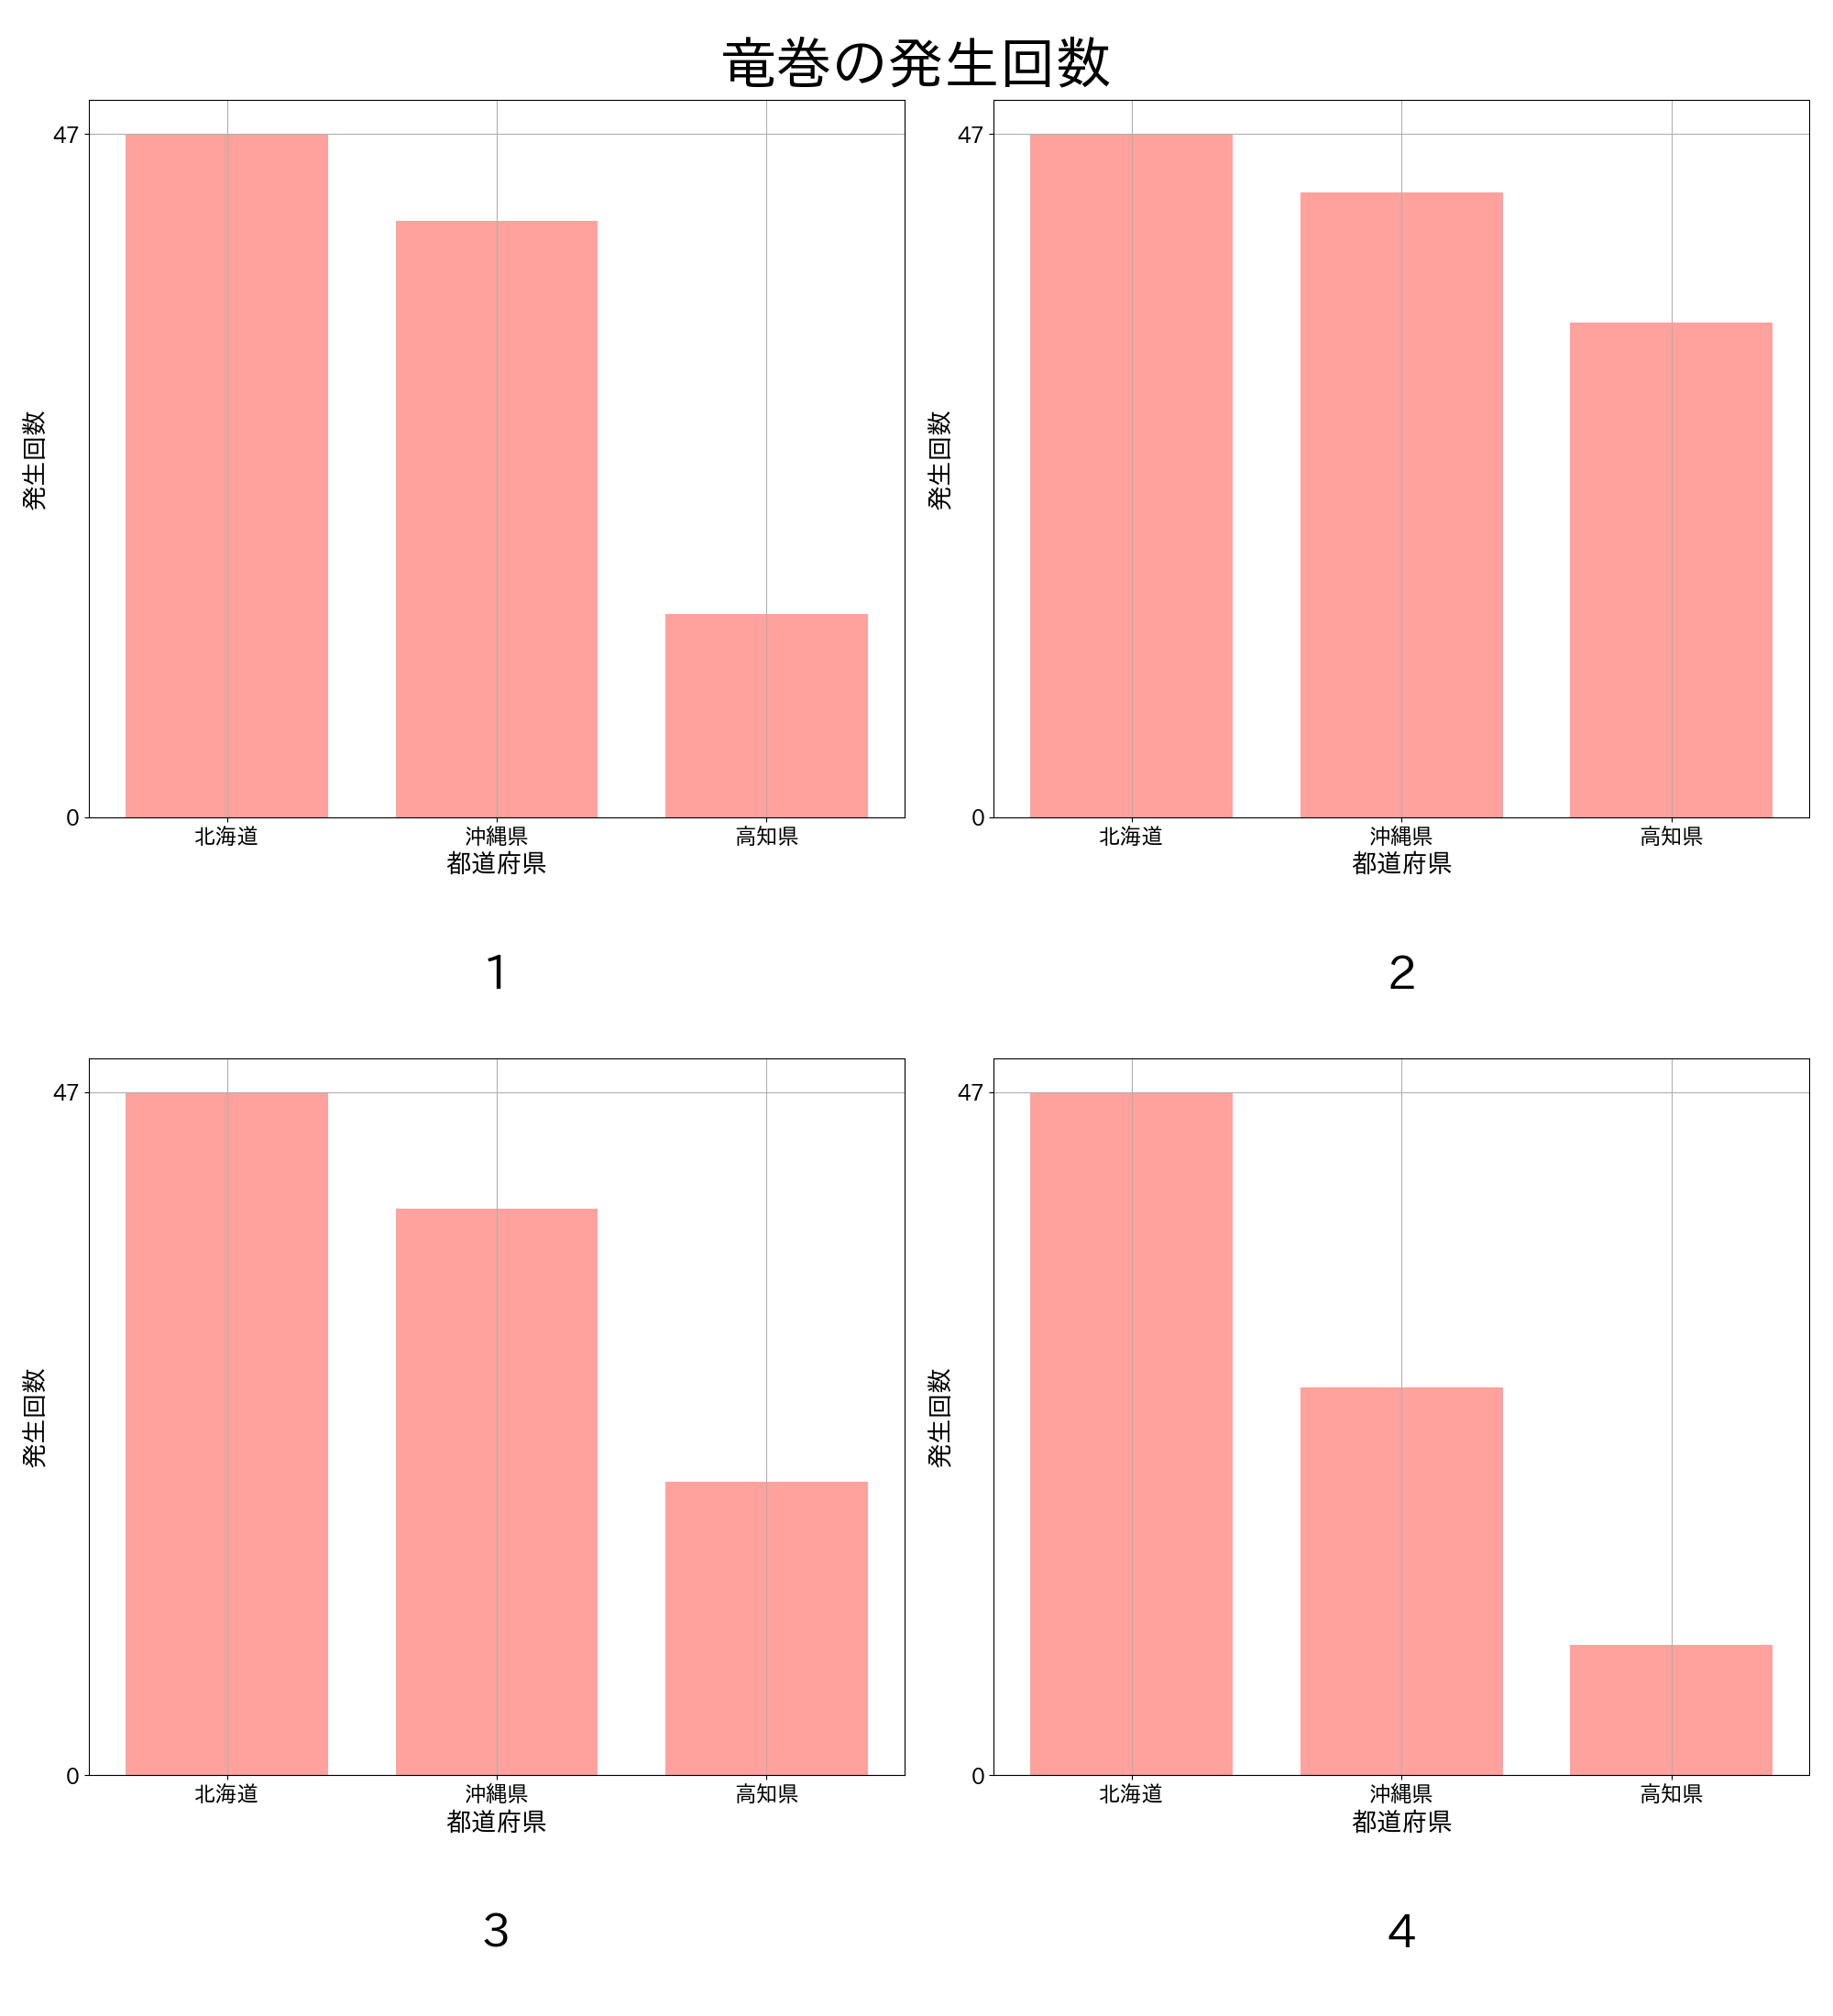 竜巻の発生回数
47
発生回数
0
北海道 沖縄県 高知県
都道府県
1
47
発生回数
0
北海道 沖縄県 高知県
都道府県
2
47
発生回数
0
北海道 沖縄県 高知県
都道府県
3
47
発生回数
0
北海道 沖縄県 高知県
都道府県
4